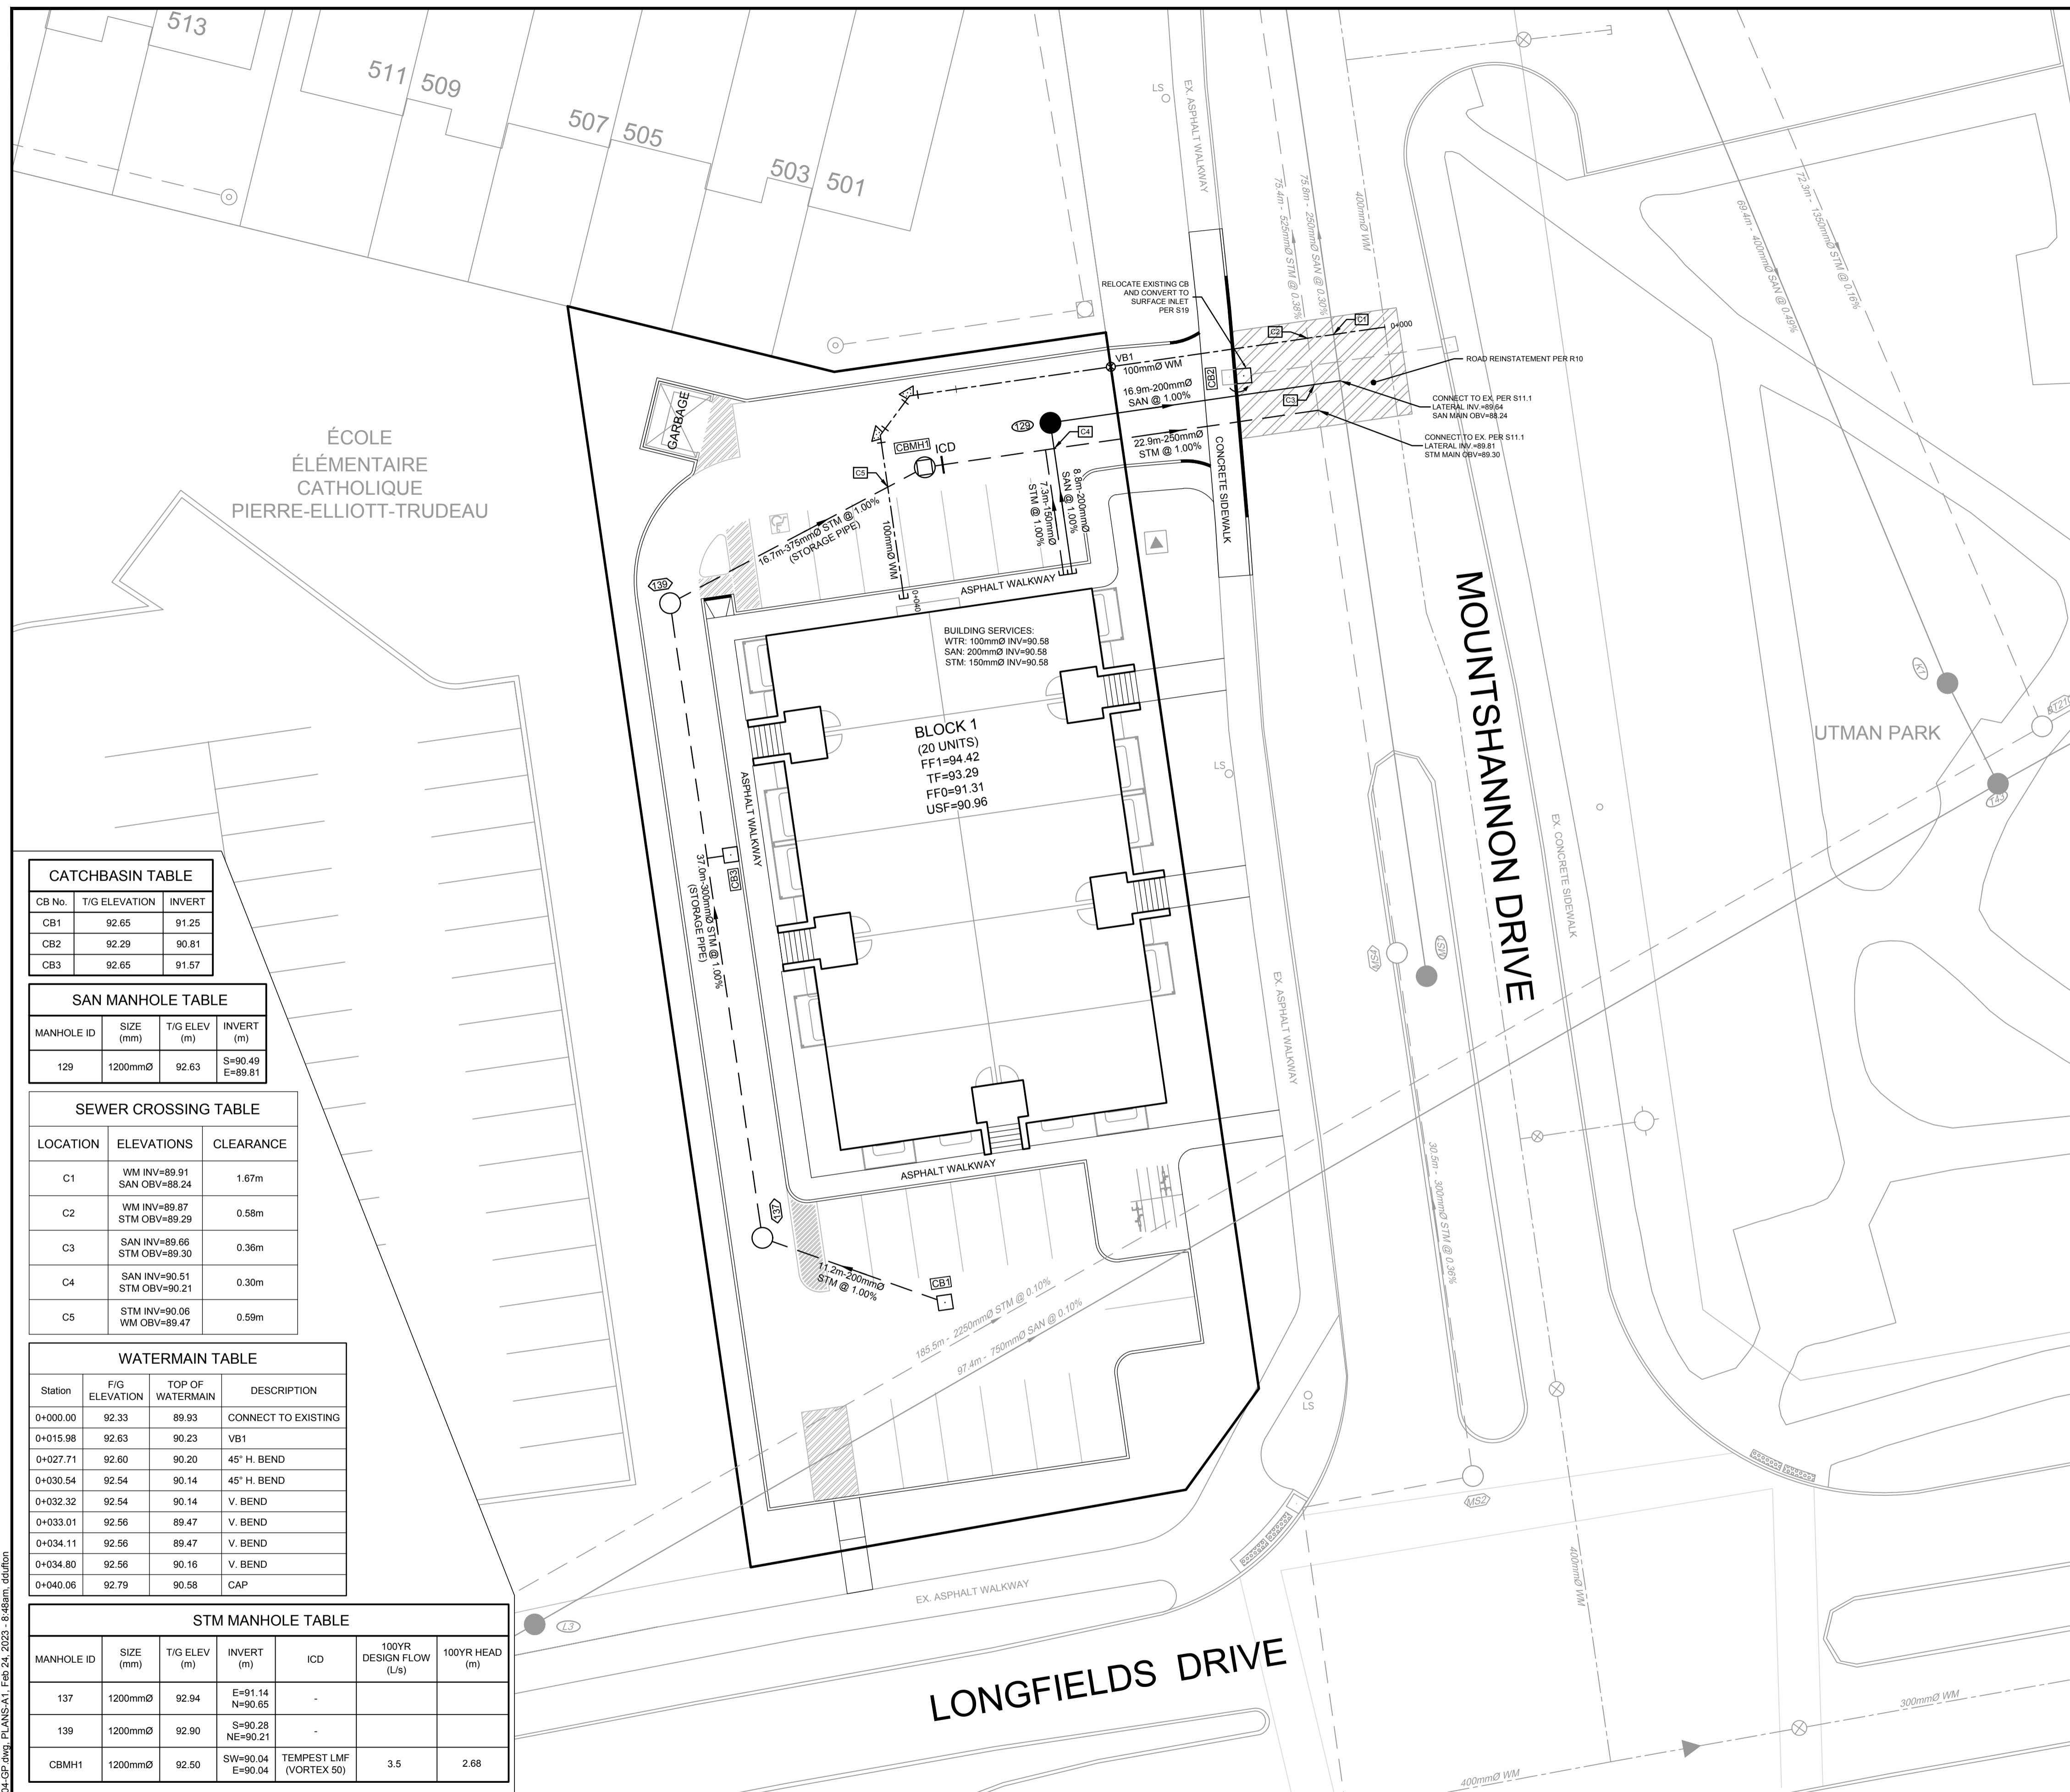 513
511 509
507 505
503 501
LS
EX. ASPHALT WALKWAY
75.4m - 525mmØ STM @ 0.38%
75.8m - 250mmØ SAN @ 0.30%
400mmØ WM
69.4m - 400mmØ SAN @ 0.49%
72.3m - 1350mmØ STM @ 0.16%
RELOCATE EXISTING CB
AND CONVERT TO
SURFACE INLET
PER S19
C2
C1
0+000
ROAD REINSTATEMENT PER R10
VB1
100mmØ WM
16.9m-200mmØ
SAN @ 1.00%
CB2
C3
CONNECT TO EX. PER S11.1
LATERAL INV.=89.64
SAN MAIN OBV=88.24
CONNECT TO EX. PER S11.1
LATERAL INV.=89.81
STM MAIN OBV=89.30
GARBAGE
129
C4
CBMH1
ICD
C5
22.9m-250mmØ
STM @ 1.00%
CONCRETE SIDEWALK
ÉCOLE
ÉLÉMENTAIRE
CATHOLIQUE
PIERRE-ELLIOTT-TRUDEAU
16.7m-375mmØ STM @ 1.00%
(STORAGE PIPE)
100mmØ WM
7.3m-150mmØ
STM @ 1.00%
8.8m-200mmØ
SAN @ 1.00%
139
0+040
ASPHALT WALKWAY
BUILDING SERVICES:
WTR: 100mmØ INV=90.58
SAN: 200mmØ INV=90.58
STM: 150mmØ INV=90.58
BLOCK 1
(20 UNITS)
FF1=94.42
TF=93.29
FF0=91.31
USF=90.96
MOUNTSHANNON DRIVE
K1
UTMAN PARK
T43
LS
ASPHALT WALKWAY
CB3
37.0m-300mmØ STM @ 1.00%
(STORAGE PIPE)
EX. CONCRETE SIDEWALK
MS4
MS1
EX. ASPHALT WALKWAY
CATCHBASIN TABLE
CB No. T/G ELEVATION INVERT
CB1 92.65 91.25
CB2 92.29 90.81
CB3 92.65 91.57
SAN MANHOLE TABLE
MANHOLE ID SIZE (mm) T/G ELEV (m) INVERT (m)
129 1200mmØ 92.63 S=90.49
E=89.81
SEWER CROSSING TABLE
LOCATION ELEVATIONS CLEARANCE
C1 WM INV=89.91 1.67m
SAN OBV=88.24
C2 WM INV=89.87 0.58m
STM OBV=89.29
C3 SAN INV=89.66 0.36m
STM OBV=89.30
C4 SAN INV=90.51 0.30m
STM OBV=90.21
C5 STM INV=90.06 0.59m
WM OBV=89.47
ASPHALT WALKWAY
137
11.2m-200mmØ
STM @ 1.00%
CB1
185.5m - 2250mmØ STM @ 0.10%
97.4m - 750mmØ SAN @ 0.10%
30.5m - 300mmØ STM @ 0.36%
LS
MS2
400mmØ WM
WATERMAIN TABLE
Station F/G ELEVATION TOP OF WATERMAIN DESCRIPTION
0+000.00 92.33 89.93 CONNECT TO EXISTING
0+015.98 92.63 90.23 VB1
0+027.71 92.60 90.20 45° H. BEND
0+030.54 92.54 90.14 45° H. BEND
0+032.32 92.54 90.14 V. BEND
0+033.01 92.56 89.47 V. BEND
0+034.11 92.56 89.47 V. BEND
0+034.80 92.56 90.16 V. BEND
0+040.06 92.79 90.58 CAP
EX. ASPHALT WALKWAY
L3
LONGFIELDS DRIVE
300mmØ WM
400mmØ WM
STM MANHOLE TABLE
MANHOLE ID SIZE (mm) T/G ELEV (m) INVERT (m) ICD 100YR DESIGN FLOW (L/s) 100YR HEAD (m)
137 1200mmØ 92.94 E=91.14 -
N=90.65
139 1200mmØ 92.90 S=90.28 -
NE=90.21
CBMH1 1200mmØ 92.50 SW=90.04 TEMPEST LMF 3.5 2.68
E=90.04 (VORTEX 50)
04-GP.dwg, PLANS-A1, Feb 24, 2023 - 8:48am, ddufton